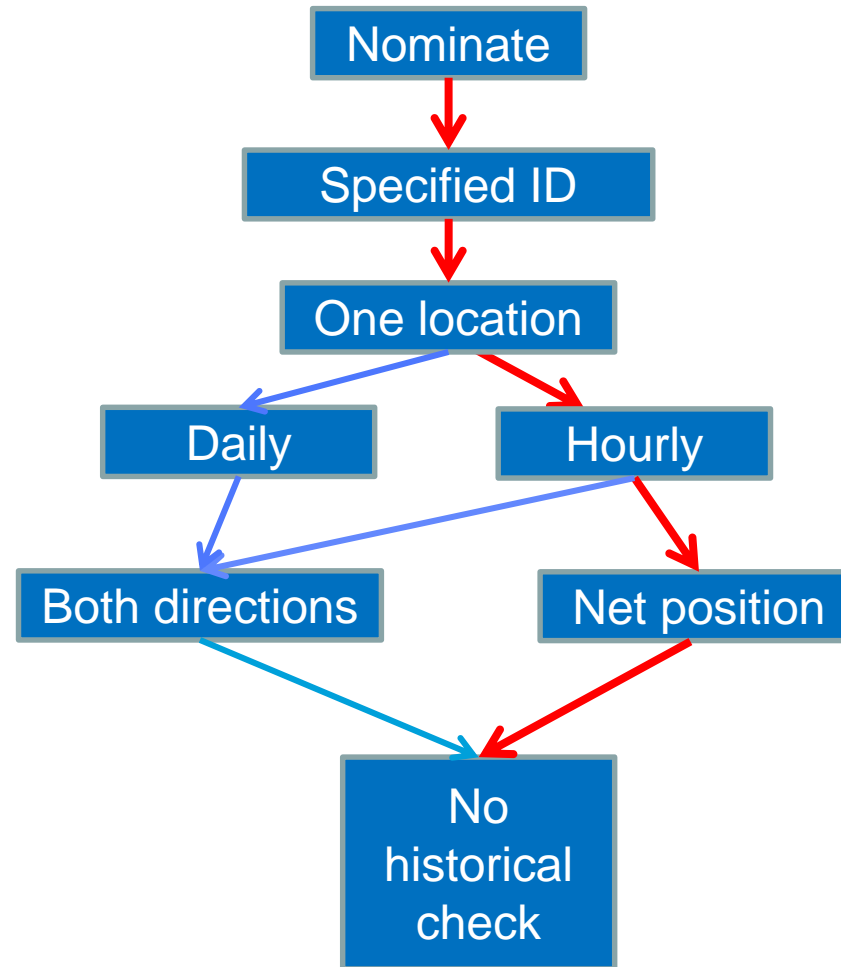 Nominate
Specified ID
One location
Daily
Hourly
Both directions
Net position
No
historical
check